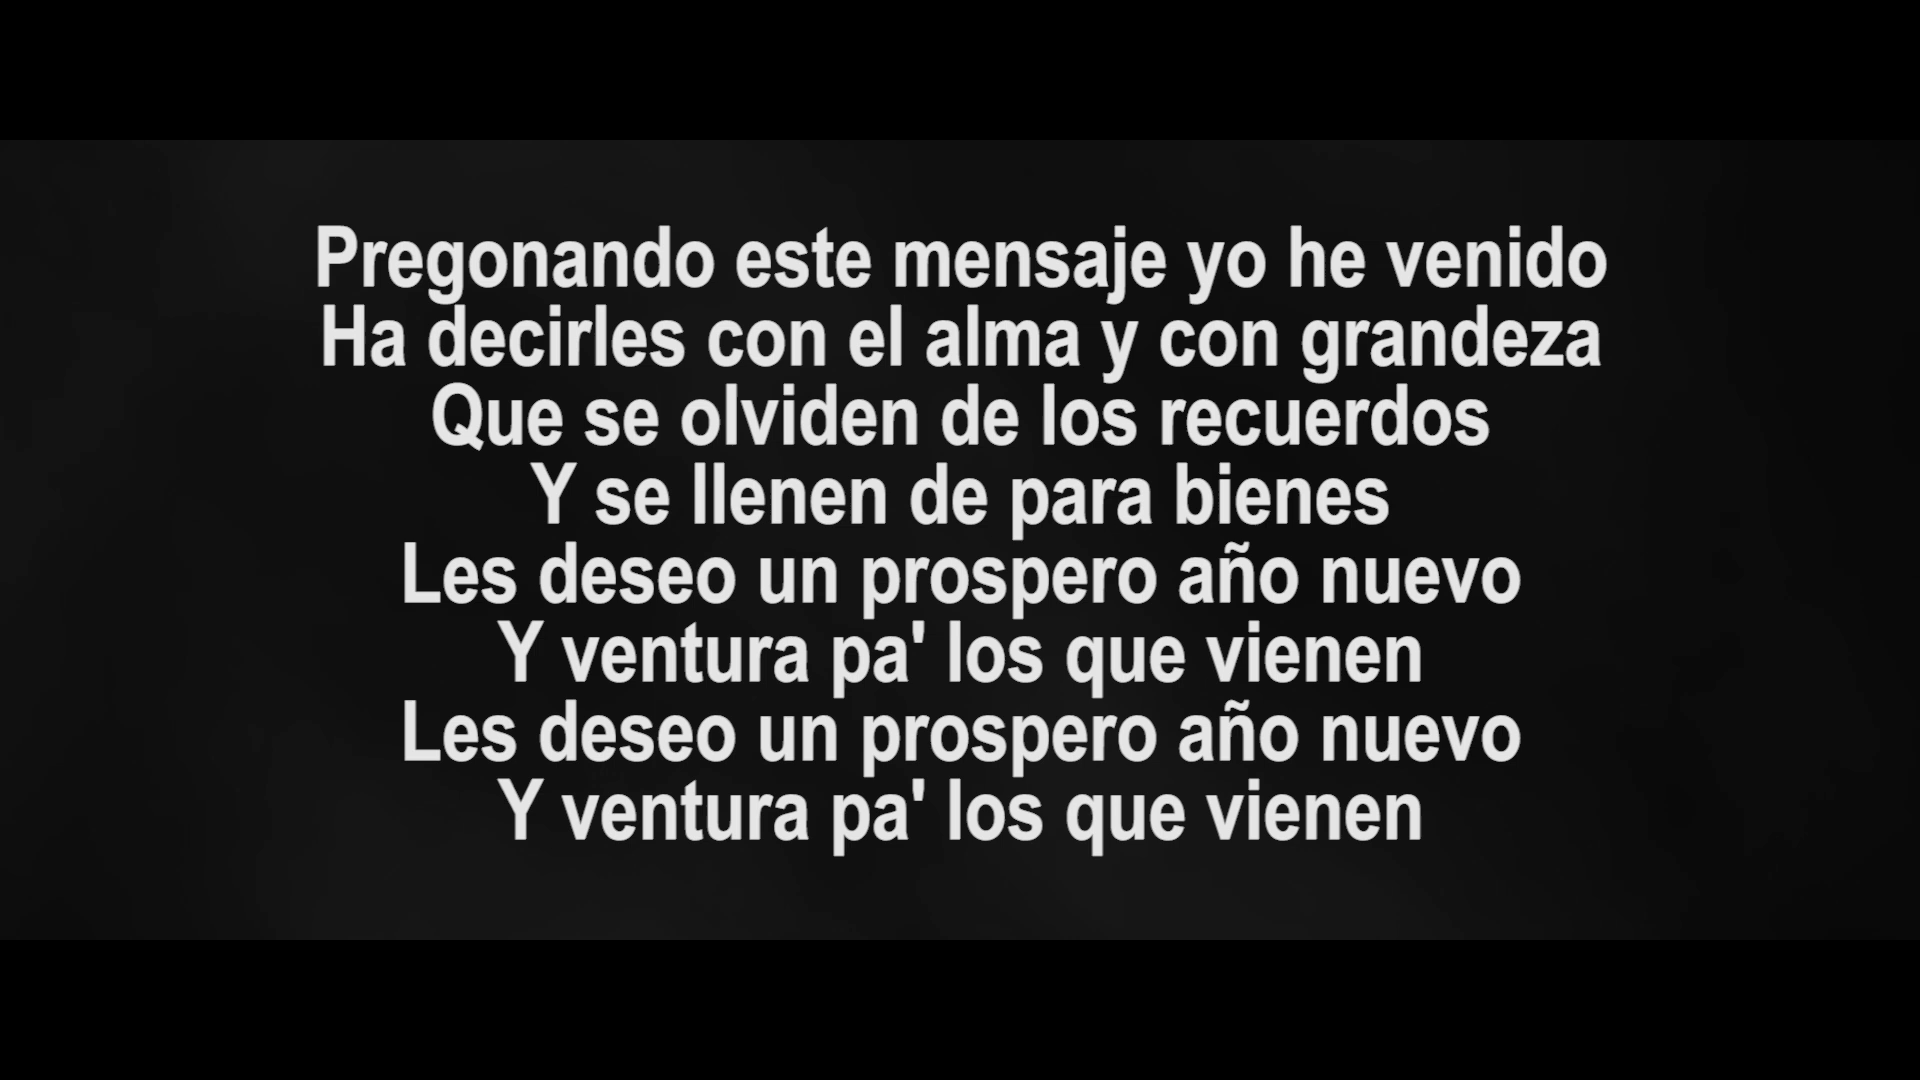 Pregonando este mensaje yo he venido
Ha decirles con el alma y con grandeza
Que se olviden de los recuerdos
Y se llenen de para bienes
Les deseo un prospero año nuevo
Y ventura pa' los que vienen
Les deseo un prospero año nuevo
Y ventura pa' los que vienen